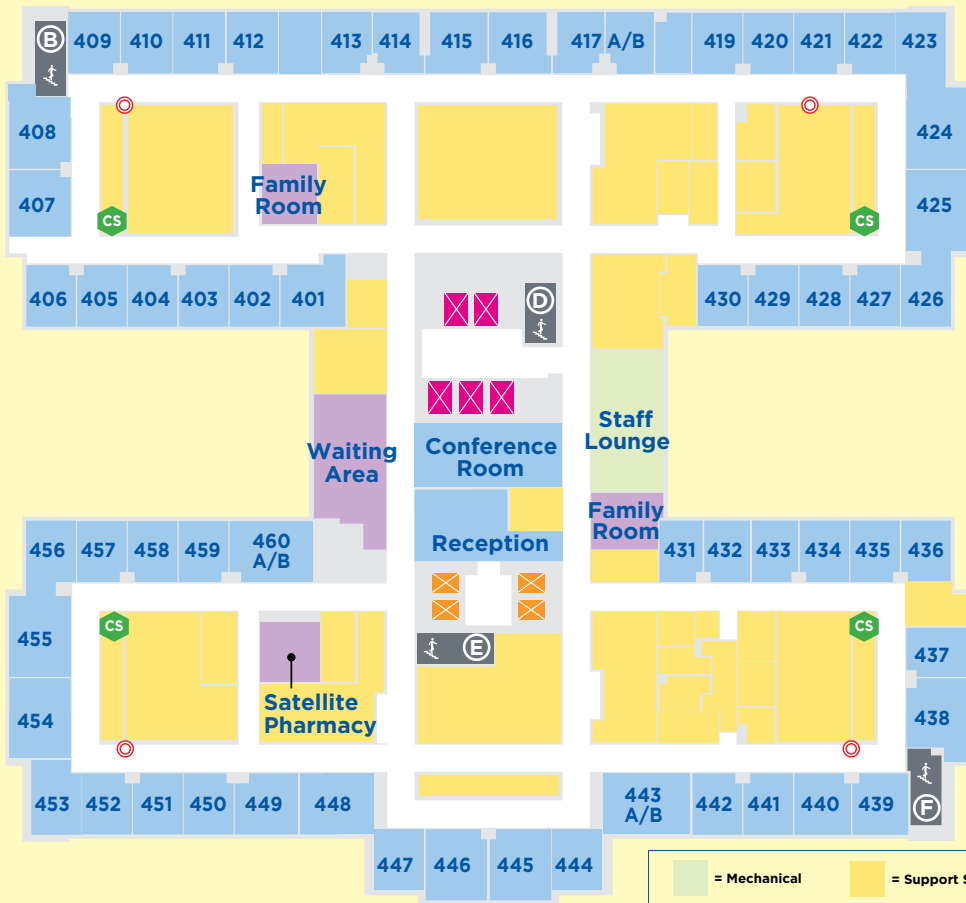 B
409 410 411 412 413 414 415 416 417 A/B 419 420 421 422 423
408
424
407
425
Family
Room
CS
CS
406 405 404 403 402 401
D
430 429 428 427 426
Waiting
Area
Conference
Room
Staff
Lounge
Family
Room
Reception
456 457 458 459 460
A/B
431 432 433 434 435 436
CS
CS
455
437
E
454
438
Satellite
Pharmacy
453 452 451 450 449 448
443
A/B
442 441 440 439
F
447 446 445 444
= Mechanical
= Support S